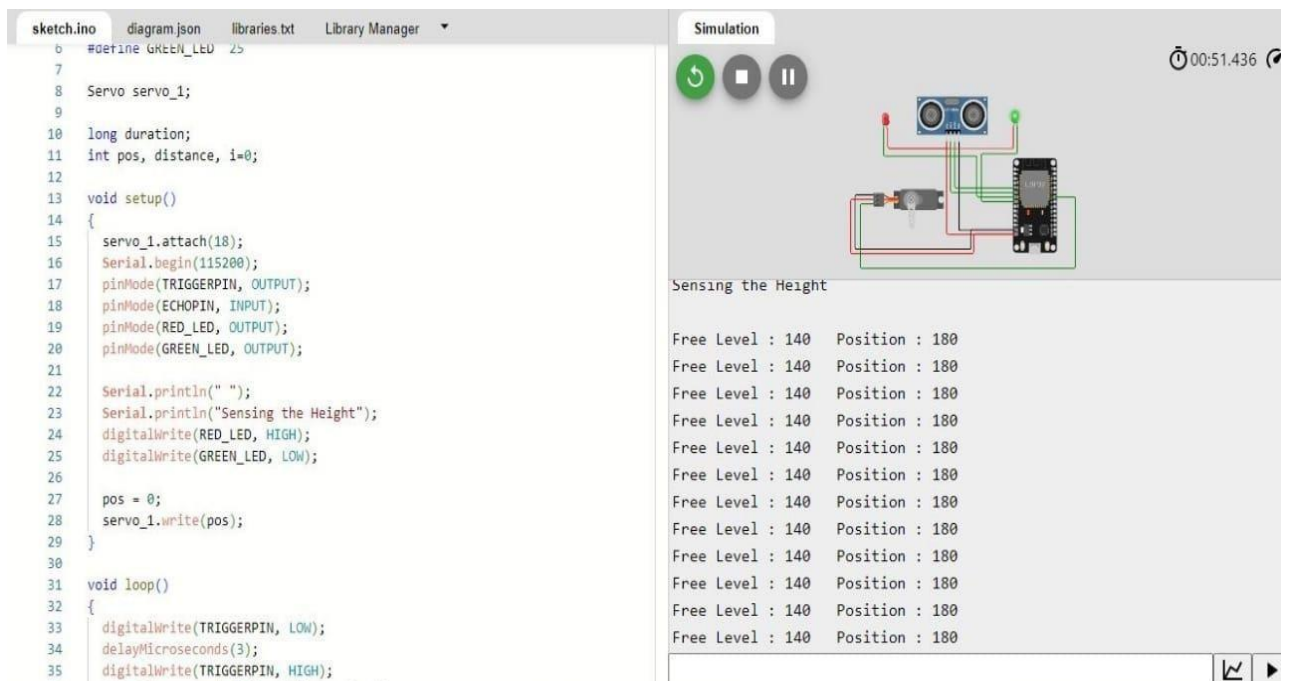 sketch.ino diagram.json libraries.txt Library Manager
6 #define GREEN_LED 25
7
8 Servo servo_1;
9
10 long duration;
11 int pos, distance, i=0;
12
13 void setup()
14 {
15 servo_1.attach(18);
16 Serial.begin(115200);
17 pinMode(TRIGGERPIN, OUTPUT);
18 pinMode(ECHOPIN, INPUT);
19 pinMode(RED_LED, OUTPUT);
20 pinMode(GREEN_LED, OUTPUT);
21
22 Serial.println(" ");
23 Serial.println("Sensing the Height");
24 digitalWrite(RED_LED, HIGH);
25 digitalWrite(GREEN_LED, LOW);
26
27 pos = 0;
28 servo_1.write(pos);
29 }
30
31 void loop()
32 {
33 digitalWrite(TRIGGERPIN, LOW);
34 delayMicroseconds(3);
35 digitalWrite(TRIGGERPIN, HIGH);
Simulation
00:51.436
Sensing the Height
Free Level : 140 Position : 180
Free Level : 140 Position : 180
Free Level : 140 Position : 180
Free Level : 140 Position : 180
Free Level : 140 Position : 180
Free Level : 140 Position : 180
Free Level : 140 Position : 180
Free Level : 140 Position : 180
Free Level : 140 Position : 180
Free Level : 140 Position : 180
Free Level : 140 Position : 180
Free Level : 140 Position : 180